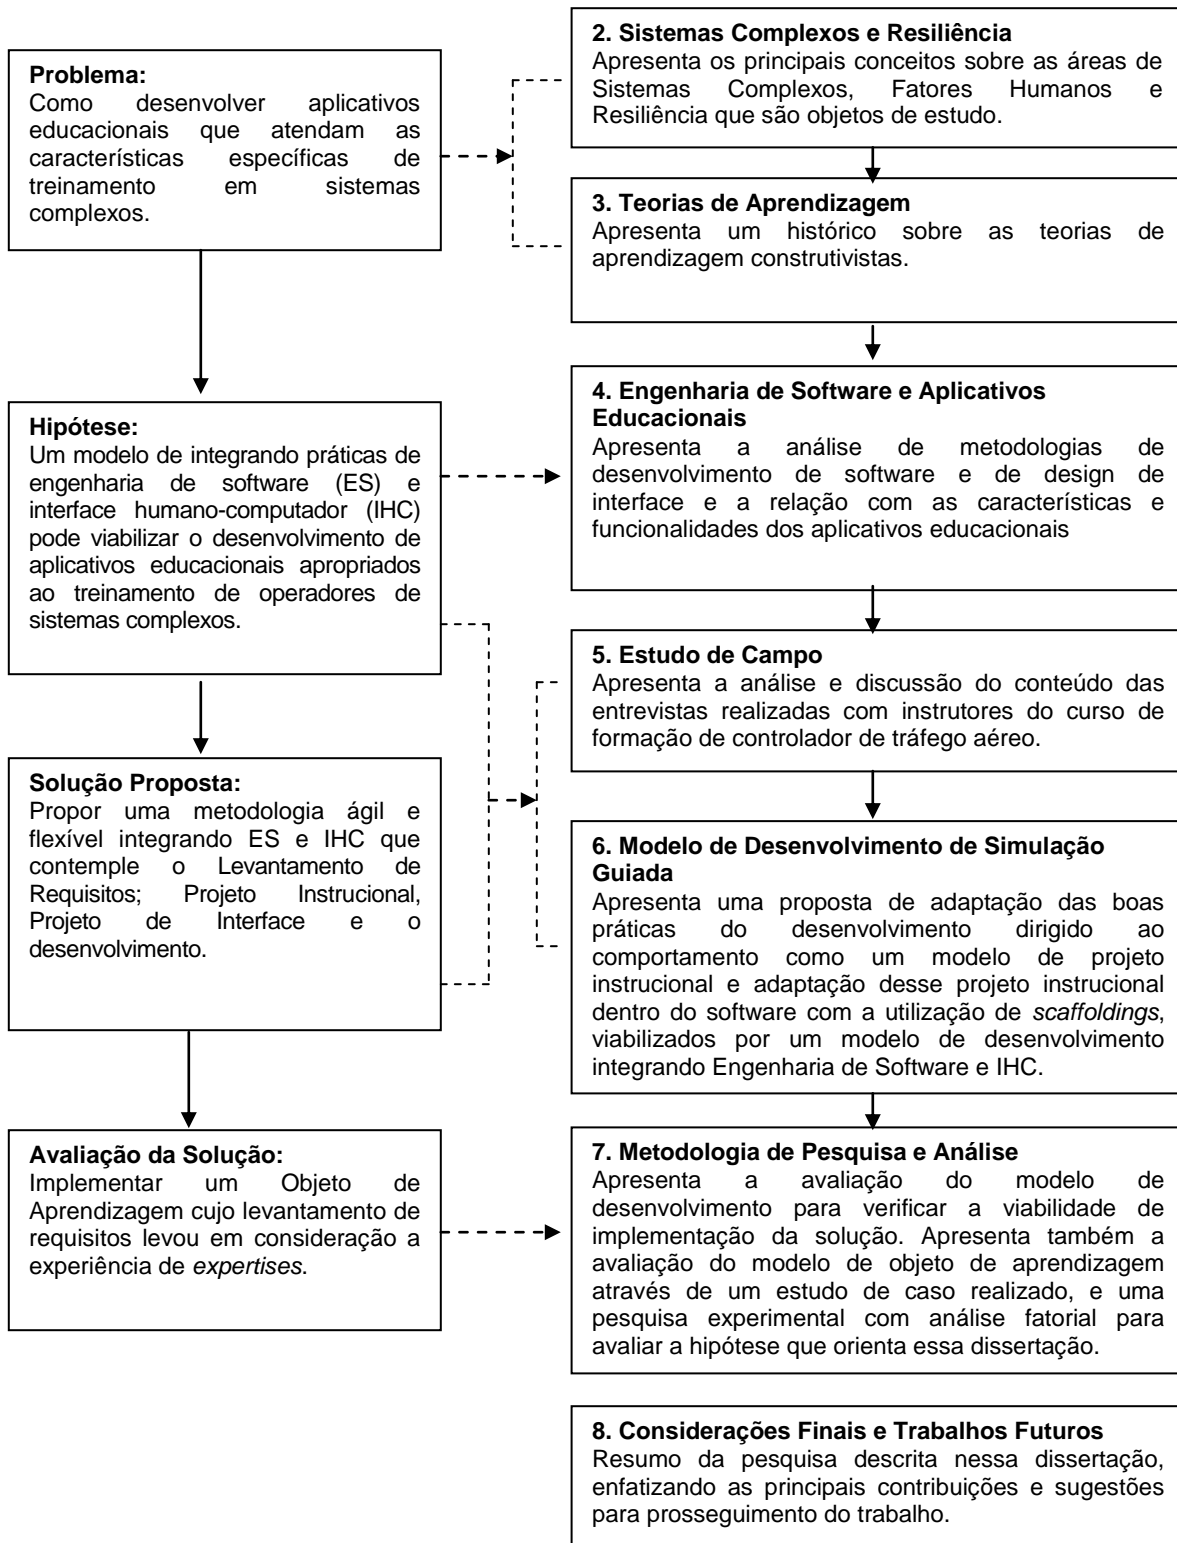 Problema:
Como desenvolver aplicativos
educacionais que atendam as
características específicas de
treinamento em sistemas
complexos.
Hipótese:
Um modelo de integrando práticas de
engenharia de software (ES) e
interface humano-computador (IHC)
pode viabilizar o desenvolvimento de
aplicativos educacionais apropriados
ao treinamento de operadores de
sistemas complexos.
Solução Proposta:
Propor uma metodologia ágil e
flexível integrando ES e IHC que
contemple o Levantamento de
Requisitos; Projeto Instrucional,
Projeto de Interface e o
desenvolvimento.
Avaliação da Solução:
Implementar um Objeto de
Aprendizagem cujo levantamento de
requisitos levou em consideração a
experiência de expertises.
2. Sistemas Complexos e Resiliência
Apresenta os principais conceitos sobre as áreas de
Sistemas Complexos, Fatores Humanos e
Resiliência que são objetos de estudo.
3. Teorias de Aprendizagem
Apresenta um histórico sobre as teorias de
aprendizagem construtivistas.
4. Engenharia de Software e Aplicativos
Educacionais
Apresenta a análise de metodologias de
desenvolvimento de software e de design de
interface e a relação com as características e
funcionalidades dos aplicativos educacionais
5. Estudo de Campo
Apresenta a análise e discussão do conteúdo das
entrevistas realizadas com instrutores do curso de
formação de controlador de tráfego aéreo.
6. Modelo de Desenvolvimento de Simulação
Guiada
Apresenta uma proposta de adaptação das boas
práticas do desenvolvimento dirigido ao
comportamento como um modelo de projeto
instrucional e adaptação desse projeto instrucional
dentro do software com a utilização de scaffoldings,
viabilizados por um modelo de desenvolvimento
integrando Engenharia de Software e IHC.
7. Metodologia de Pesquisa e Análise
Apresenta a avaliação do modelo de
desenvolvimento para verificar a viabilidade de
implementação da solução. Apresenta também a
avaliação do modelo de objeto de aprendizagem
através de um estudo de caso realizado, e uma
pesquisa experimental com análise fatorial para
avaliar a hipótese que orienta essa dissertação.
8. Considerações Finais e Trabalhos Futuros
Resumo da pesquisa descrita nessa dissertação,
enfatizando as principais contribuições e sugestões
para prosseguimento do trabalho.